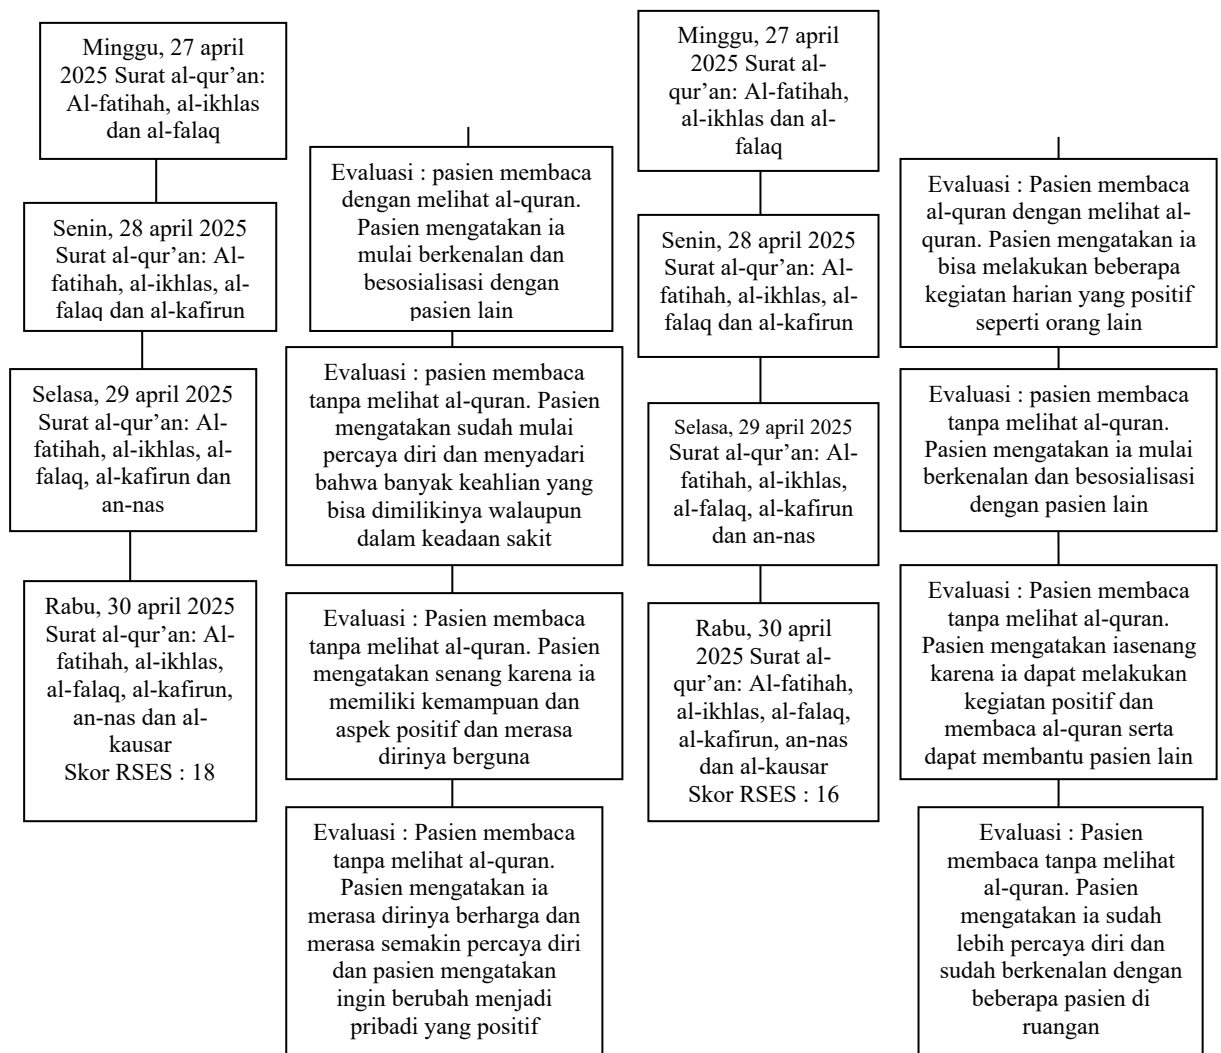 Minggu, 27 april
2025 Surat al-qur’an:
Al-fatihah, al-ikhlas
dan al-falaq
Senin, 28 april 2025
Surat al-qur’an: Al-
fatihah, al-ikhlas, al-
falaq dan al-kafirun
Selasa, 29 april 2025
Surat al-qur’an: Al-
fatihah, al-ikhlas, al-
falaq, al-kafirun dan
an-nas
Rabu, 30 april 2025
Surat al-qur’an: Al-
fatihah, al-ikhlas,
al-falaq, al-kafirun,
an-nas dan al-
kausar
Skor RSES : 18
Evaluasi : pasien membaca
dengan melihat al-quran.
Pasien mengatakan ia
mulai berkenalan dan
besosialisasi dengan
pasien lain
Evaluasi : pasien membaca
tanpa melihat al-quran. Pasien
mengatakan sudah mulai
percaya diri dan menyadari
bahwa banyak keahlian yang
bisa dimilikinya walaupun
dalam keadaan sakit
Evaluasi : Pasien membaca
tanpa melihat al-quran. Pasien
mengatakan senang karena ia
memiliki kemampuan dan
aspek positif dan merasa
dirinya berguna
Evaluasi : Pasien membaca
tanpa melihat al-quran.
Pasien mengatakan ia
merasa dirinya berharga dan
merasa semakin percaya diri
dan pasien mengatakan
ingin berubah menjadi
pribadi yang positif
Minggu, 27 april
2025 Surat al-
qur’an: Al-fatihah,
al-ikhlas dan al-
falaq
Senin, 28 april 2025
Surat al-qur’an: Al-
fatihah, al-ikhlas, al-
falaq dan al-kafirun
Selasa, 29 april 2025
Surat al-qur’an: Al-
fatihah, al-ikhlas,
al-falaq, al-kafirun
dan an-nas
Rabu, 30 april
2025 Surat al-
qur’an: Al-fatihah,
al-ikhlas, al-falaq,
al-kafirun, an-nas
dan al-kausar
Skor RSES : 16
Evaluasi : Pasien membaca
al-quran dengan melihat al-
quran. Pasien mengatakan ia
bisa melakukan beberapa
kegiatan harian yang positif
seperti orang lain
Evaluasi : pasien membaca
tanpa melihat al-quran.
Pasien mengatakan ia mulai
berkenalan dan besosialisasi
dengan pasien lain
Evaluasi : Pasien membaca
tanpa melihat al-quran.
Pasien mengatakan iasenang
karena ia dapat melakukan
kegiatan positif dan
membaca al-quran serta
dapat membantu pasien lain
Evaluasi : Pasien
membaca tanpa melihat
al-quran. Pasien
mengatakan ia sudah
lebih percaya diri dan
sudah berkenalan dengan
beberapa pasien di
ruangan